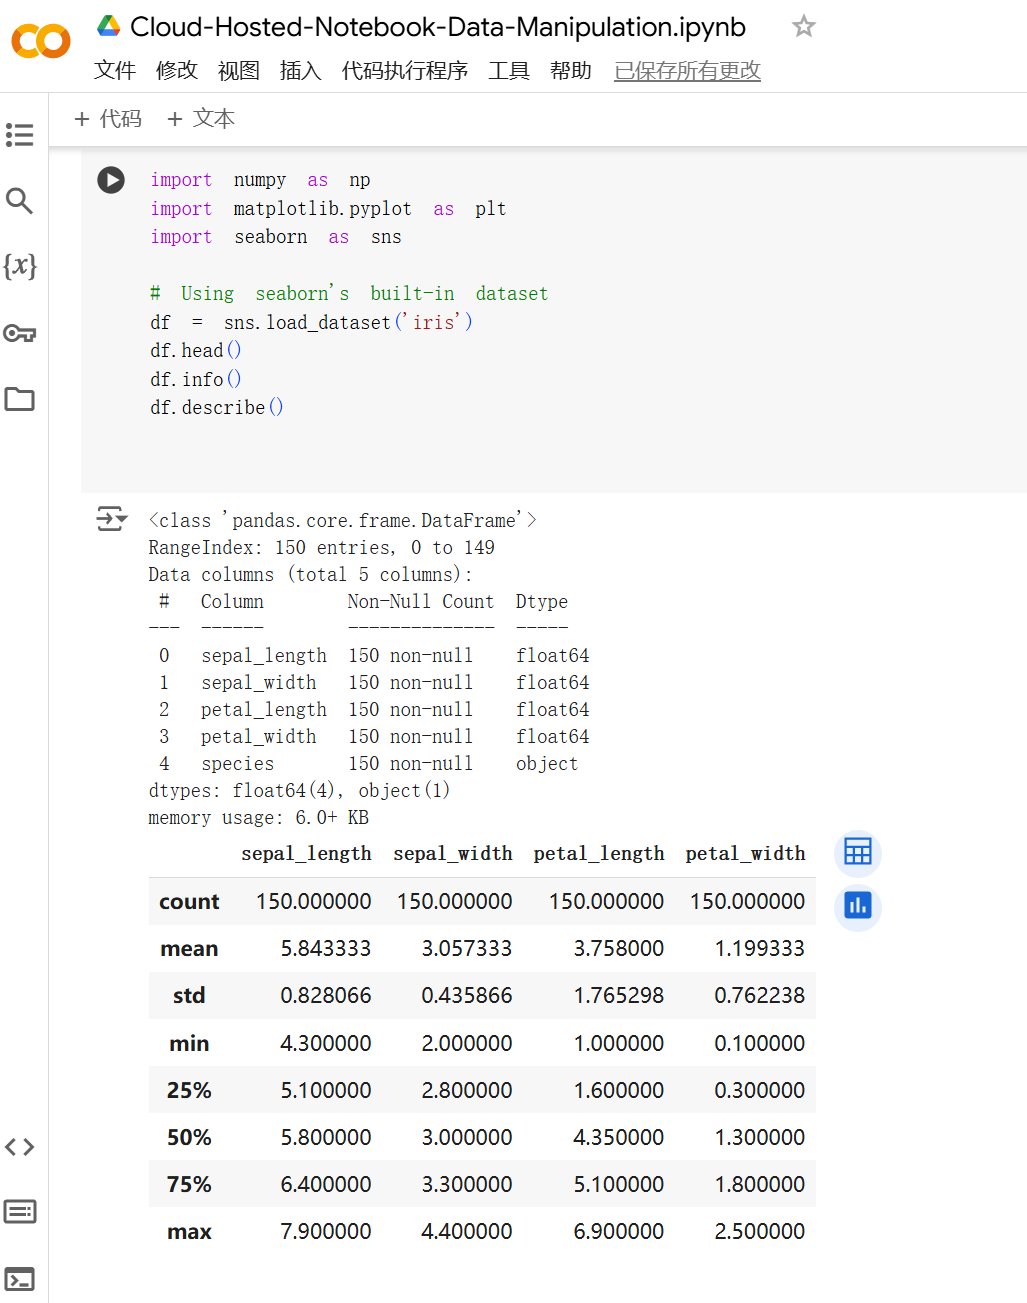 Cloud-Hosted-Notebook-Data-Manipulation.ipynb
文件 修改 视图 插入 代码执行程序 工具 帮助 已保存所有更改
+ 代码 + 文本
import numpy as np
import matplotlib.pyplot as plt
import seaborn as sns
# Using seaborn's built-in dataset
df = sns.load_dataset('iris')
df.head()
df.info()
df.describe()
<class 'pandas.core.frame.DataFrame'>
RangeIndex: 150 entries, 0 to 149
Data columns (total 5 columns):
# Column Non-Null Count Dtype
--- ------ -------------- -----
0 sepal_length 150 non-null float64
1 sepal_width 150 non-null float64
2 petal_length 150 non-null float64
3 petal_width 150 non-null float64
4 species 150 non-null object
dtypes: float64(4), object(1)
memory usage: 6.0+ KB
sepal_length sepal_width petal_length petal_width
count 150.000000 150.000000 150.000000 150.000000
mean 5.843333 3.057333 3.758000 1.199333
std 0.828066 0.435866 1.765298 0.762238
min 4.300000 2.000000 1.000000 0.100000
25% 5.100000 2.800000 1.600000 0.300000
50% 5.800000 3.000000 4.350000 1.300000
75% 6.400000 3.300000 5.100000 1.800000
max 7.900000 4.400000 6.900000 2.500000